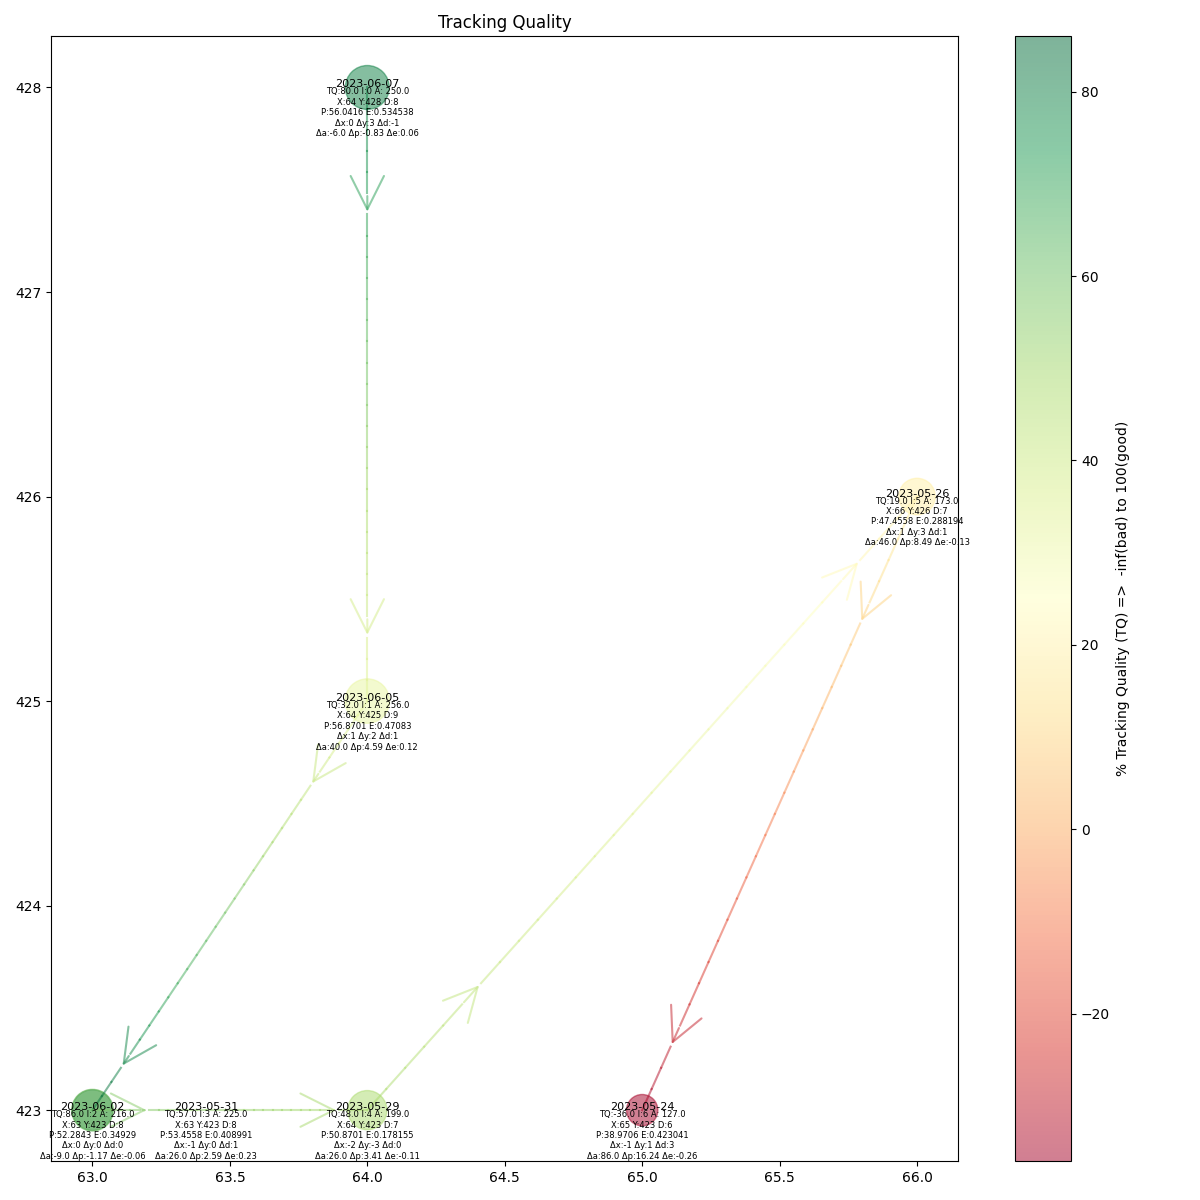 Tracking Quality
428
427
426
425
424
423
63.0
63.5
64.0
64.5
65.0
65.5
66.0
2023-06-07
TQ:80.0 I:0 A: 250.0
X:64 Y:428 D:8
P:56.0416 E:0.534538
Δx:0 Δy:3 Δd:-1
Δa:-6.0 Δp:-0.83 Δe:0.06
2023-05-26
TQ:19.0 I:5 A: 173.0
X:66 Y:426 D:7
P:47.4558 E:0.288194
Δx:1 Δy:3 Δd:1
Δa:46.0 Δp:8.49 Δe:-0.13
2023-06-05
TQ:32.0 I:1 A: 256.0
X:64 Y:425 D:9
P:56.8701 E:0.47083
Δx:1 Δy:2 Δd:1
Δa:40.0 Δp:4.59 Δe:0.12
2023-06-02
TQ:86.0 I:2 A: 216.0
X:63 Y:423 D:8
P:52.2843 E:0.34929
Δx:0 Δy:0 Δd:0
Δa:-9.0 Δp:-1.17 Δe:-0.06
2023-05-31
TQ:57.0 I:3 A: 225.0
X:63 Y:423 D:8
P:53.4558 E:0.408991
Δx:-1 Δy:0 Δd:1
Δa:26.0 Δp:2.59 Δe:0.23
2023-05-29
TQ:48.0 I:4 A: 199.0
X:64 Y:423 D:7
P:50.8701 E:0.178155
Δx:-2 Δy:-3 Δd:0
Δa:26.0 Δp:3.41 Δe:-0.11
2023-05-24
TQ:-36.0 I:6 A: 127.0
X:65 Y:423 D:6
P:38.9706 E:0.423041
Δx:-1 Δy:1 Δd:3
Δa:86.0 Δp:16.24 Δe:-0.26
80
60
40
20
0
−20
% Tracking Quality (TQ) => -inf(bad) to 100(good)